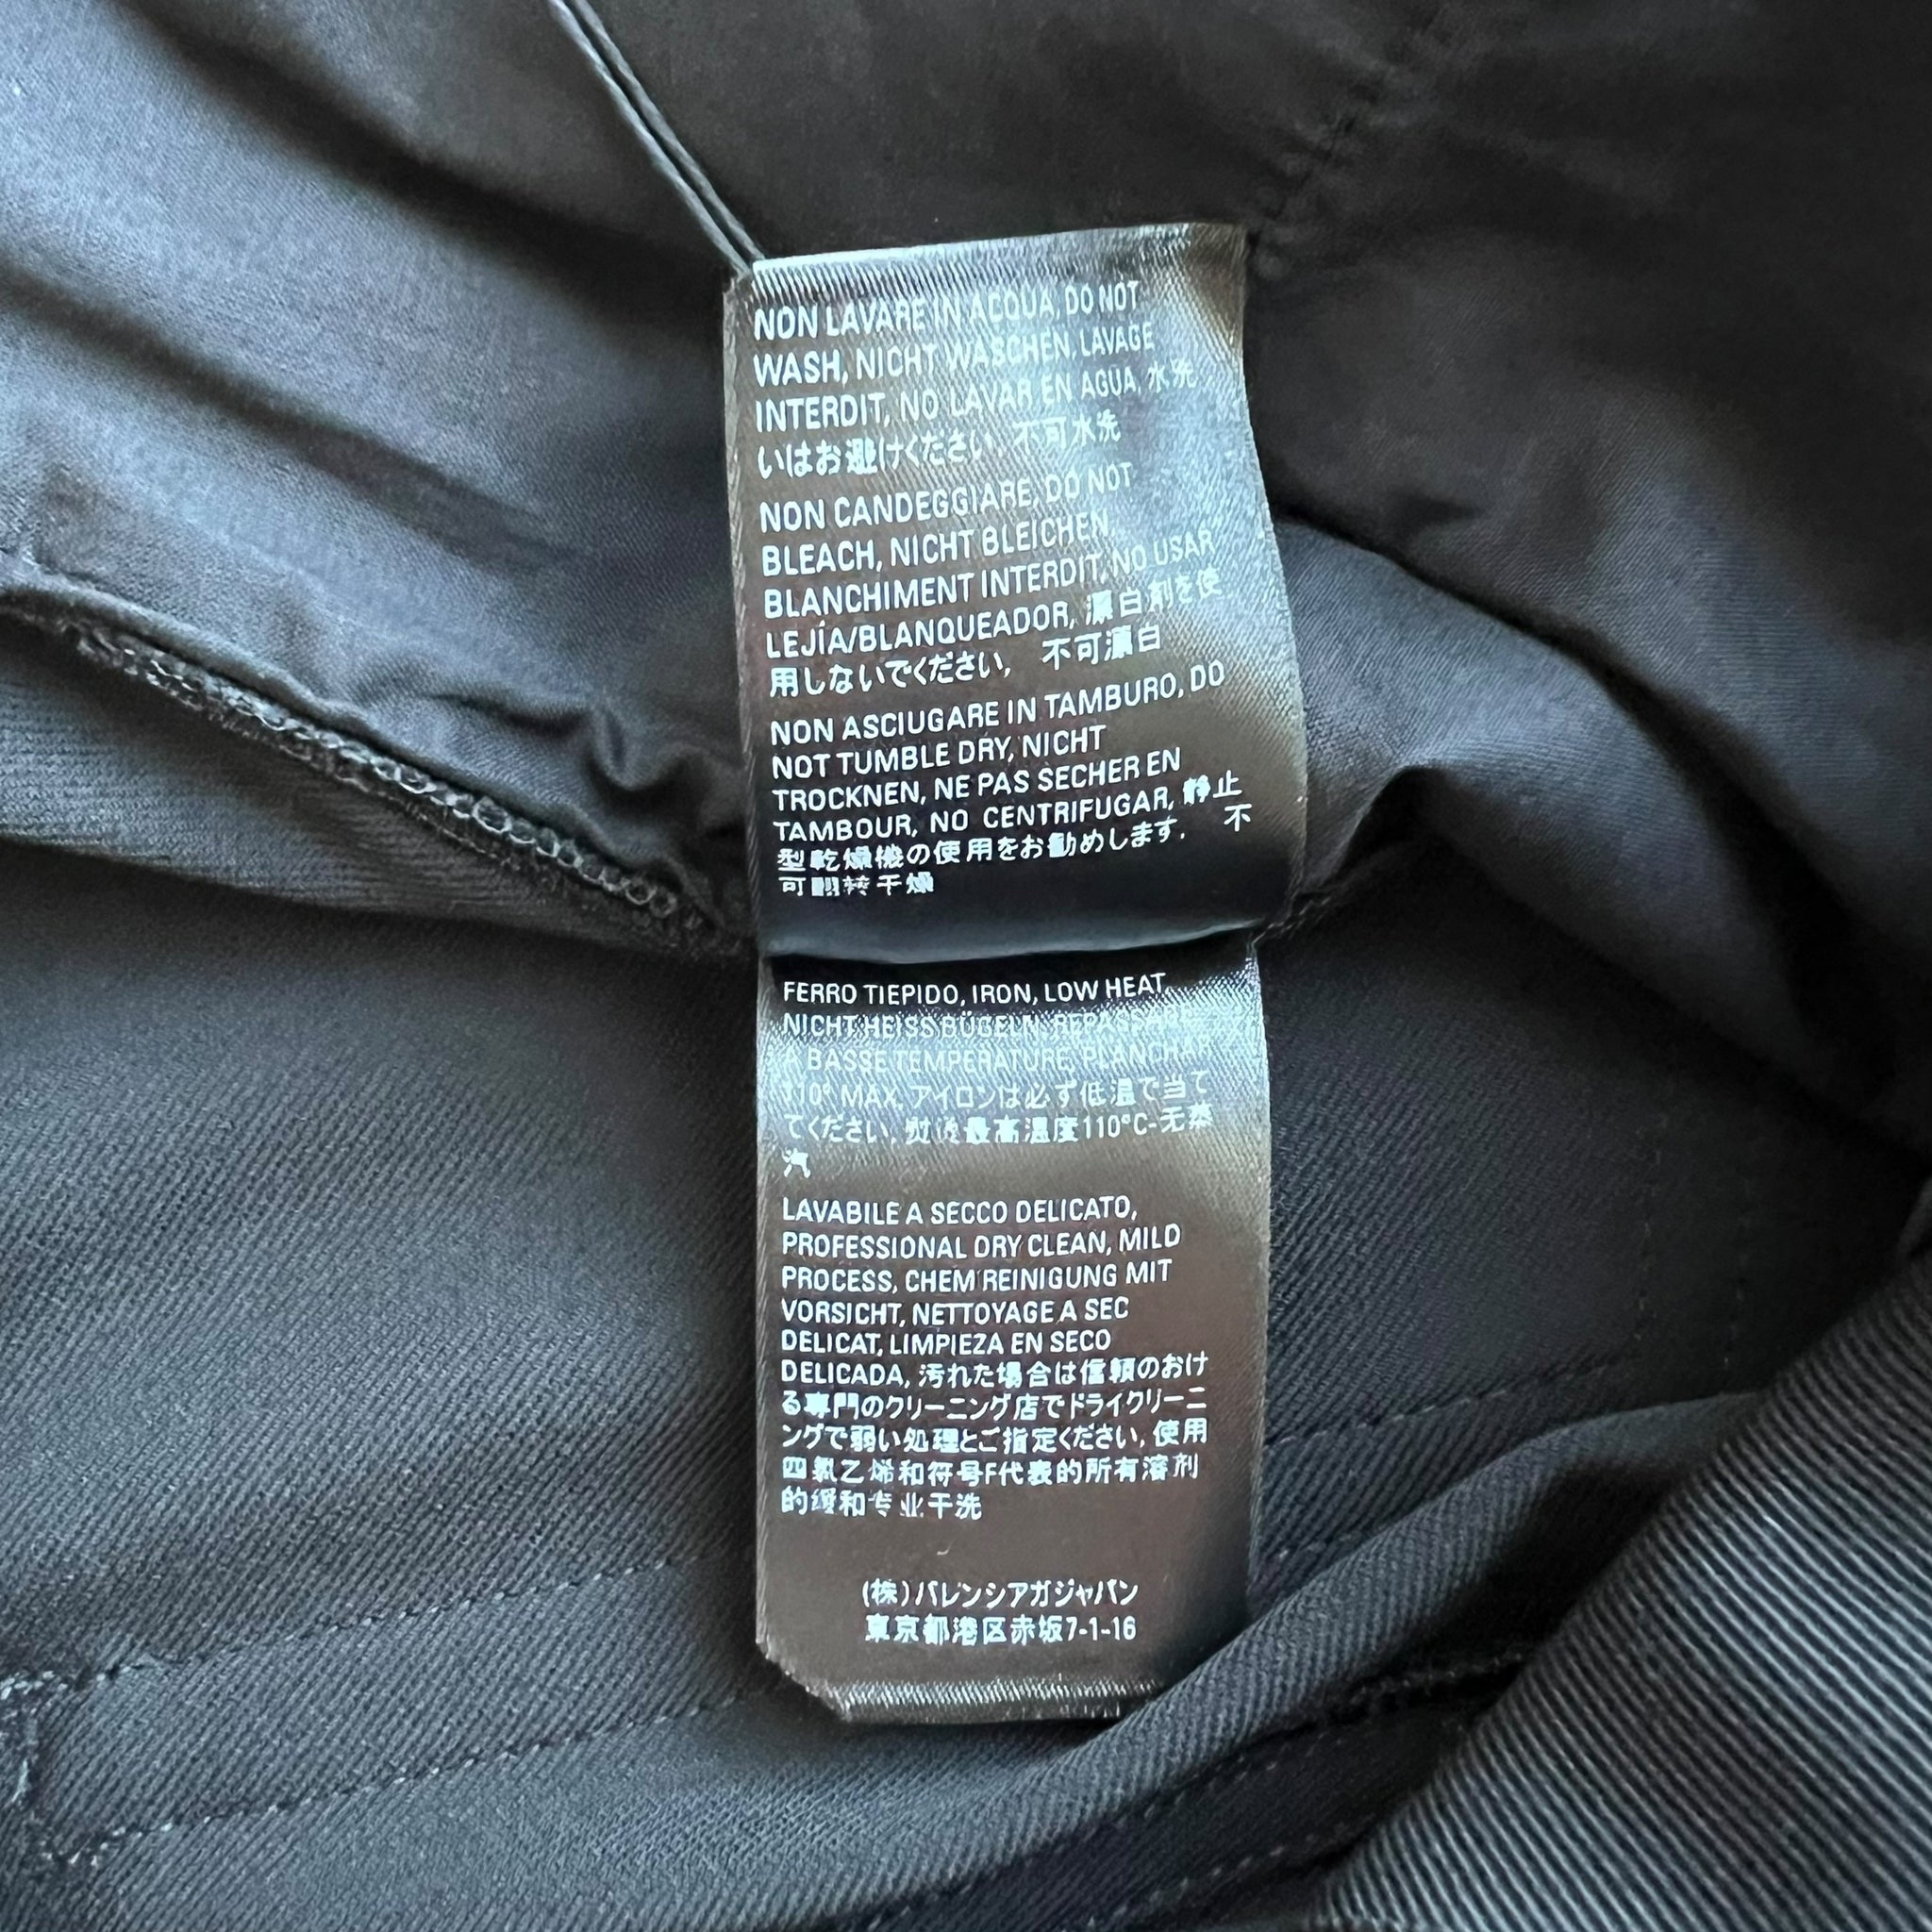 NON LAVARE IN ACQUA, DO NOT
WASH, NICHT WASCHEN, LAVAGE
INTERDIT, NO LAVAR EN AGUA, 水洗
いはお避けください. 不可水洗
NON CANDEGGIARE, DO NOT
BLEACH, NICHT BLEICHEN,
BLANCHIMENT INTERDIT, NO USAR
LEJÍA/BLANQUEADOR, 漂白剤を使
用しないでください, 不可漂白
NON ASCIUGARE IN TAMBURO, DO
NOT TUMBLE DRY, NICHT
TROCKNEN, NE PAS SECHER EN
TAMBOUR, NO CENTRIFUGAR, 静止
型乾燥機の使用をお勧めします. 不
可翻转干燥
FERRO TIEPIDO, IRON, LOW HEAT,
NICHT HEISS BÜGELN, REPASSER
A BASSE TEMPERATURE, PLANCHAR
110° MAX, アイロンは必ず低温で当て
てください, 熨烫最高温度110°C-无蒸
汽
LAVABILE A SECCO DELICATO,
PROFESSIONAL DRY CLEAN, MILD
PROCESS, CHEM REINIGUNG MIT
VORSICHT, NETTOYAGE A SEC
DELICAT, LIMPIEZA EN SECO
DELICADA, 汚れた場合は信頼のおけ
る専門のクリーニング店でドライクリーニ
ングで弱い処理とご指定ください, 使用
四氯乙烯和符号F代表的所有溶剂
的缓和专业干洗
(株)バレンシアガジャパン
東京都港区赤坂7-1-16